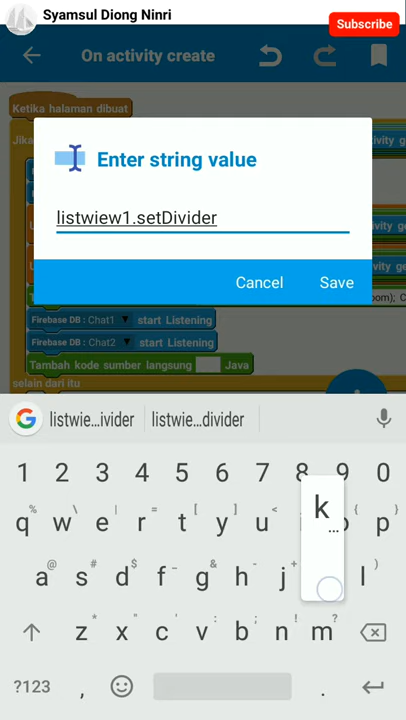 Syamsul Diong Ninri
Subscribe
On activity create
Ketika halaman dibuat
Enter string value
listwiew1.setDivider
Cancel Save
Firebase DB : Chat1 start Listening
Firebase DB : Chat2 start Listening
Tambah kode sumber langsung Java
selain dari itu
listwie...ivider listwie...divider
1 2 3 4 5 6 7 8 9 0
q w e r t y u p
% \ | = [ ] < {  }
a s d f g h j k l
@ # $ _ & - + )
z x c v b n m
* " ' : ; ! ?
?123 , .